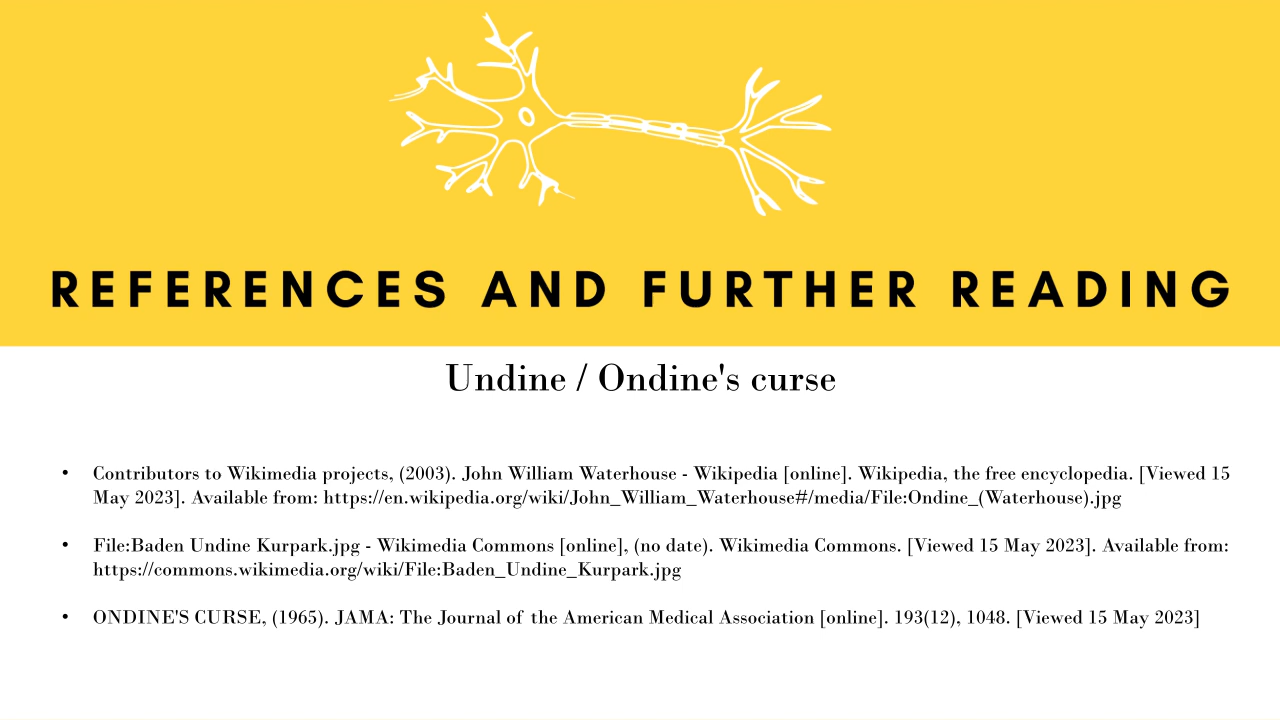 REFERENCES AND FURTHER READING
Undine / Ondine's curse
• Contributors to Wikimedia projects, (2003). John William Waterhouse - Wikipedia [online]. Wikipedia, the free encyclopedia. [Viewed 15
May 2023]. Available from: https://en.wikipedia.org/wiki/John_William_Waterhouse#/media/File:Ondine_(Waterhouse).jpg
• File:Baden Undine Kurpark.jpg - Wikimedia Commons [online], (no date). Wikimedia Commons. [Viewed 15 May 2023]. Available from:
https://commons.wikimedia.org/wiki/File:Baden_Undine_Kurpark.jpg
• ONDINE'S CURSE, (1965). JAMA: The Journal of the American Medical Association [online]. 193(12), 1048. [Viewed 15 May 2023]